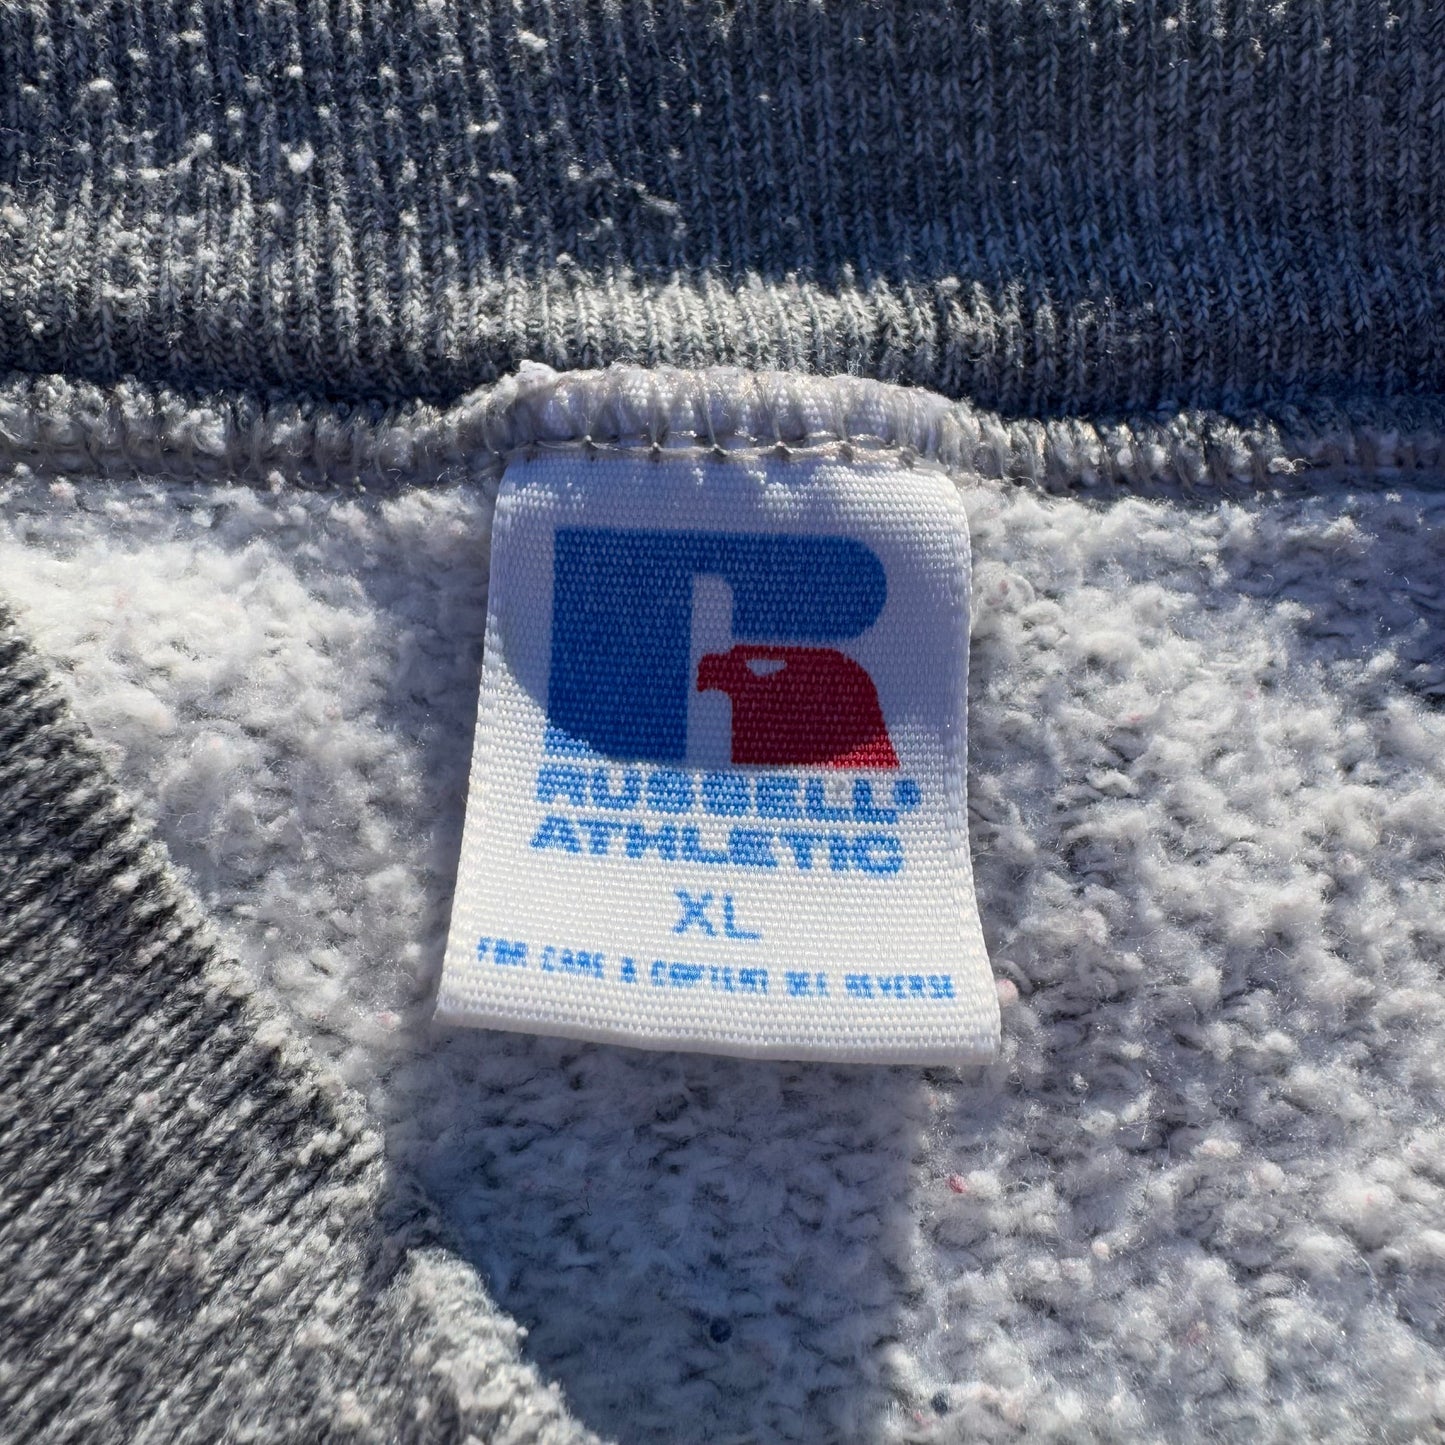 R
RUSSELL®
ATHLETIC
XL
FOR CARE & CONTENT SEE REVERSE